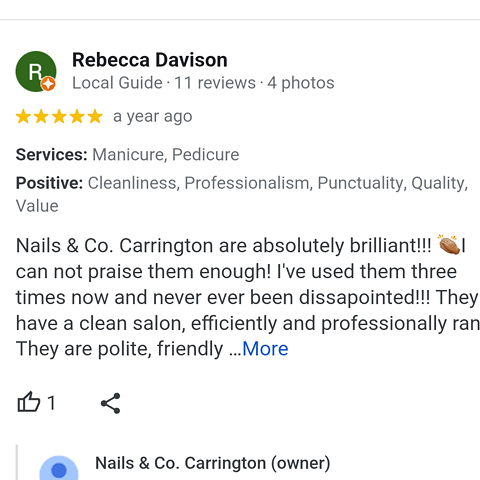 R
Rebecca Davison
Local Guide · 11 reviews · 4 photos
a year ago
Services: Manicure, Pedicure
Positive: Cleanliness, Professionalism, Punctuality, Quality,
Value
Nails & Co. Carrington are absolutely brilliant!!! 👏🏾I
can not praise them enough! I've used them three
times now and never ever been dissapointed!!! They
have a clean salon, efficiently and professionally ran
They are polite, friendly ...More
1
Nails & Co. Carrington (owner)